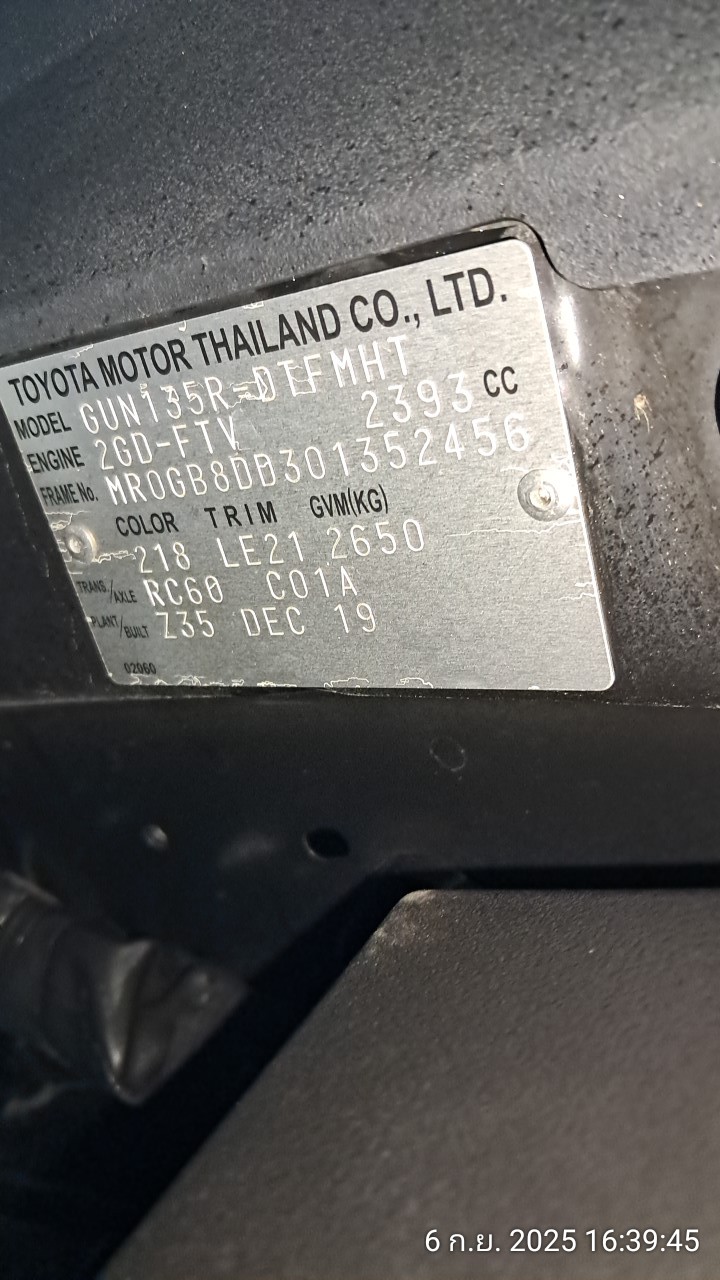 TOYOTA MOTOR THAILAND CO., LTD.
MODEL GUN135R-DTFMHT
ENGINE 2GD-FTV 2393 CC
FRAME No. MR0GB8DD301352456
COLOR TRIM GVM(KG)
218 LE21 2650
TRANS./AXLE RC60 C01A
PLANT/BUILT Z35 DEC 19
02060
6 ก.ย. 2025 16:39:45